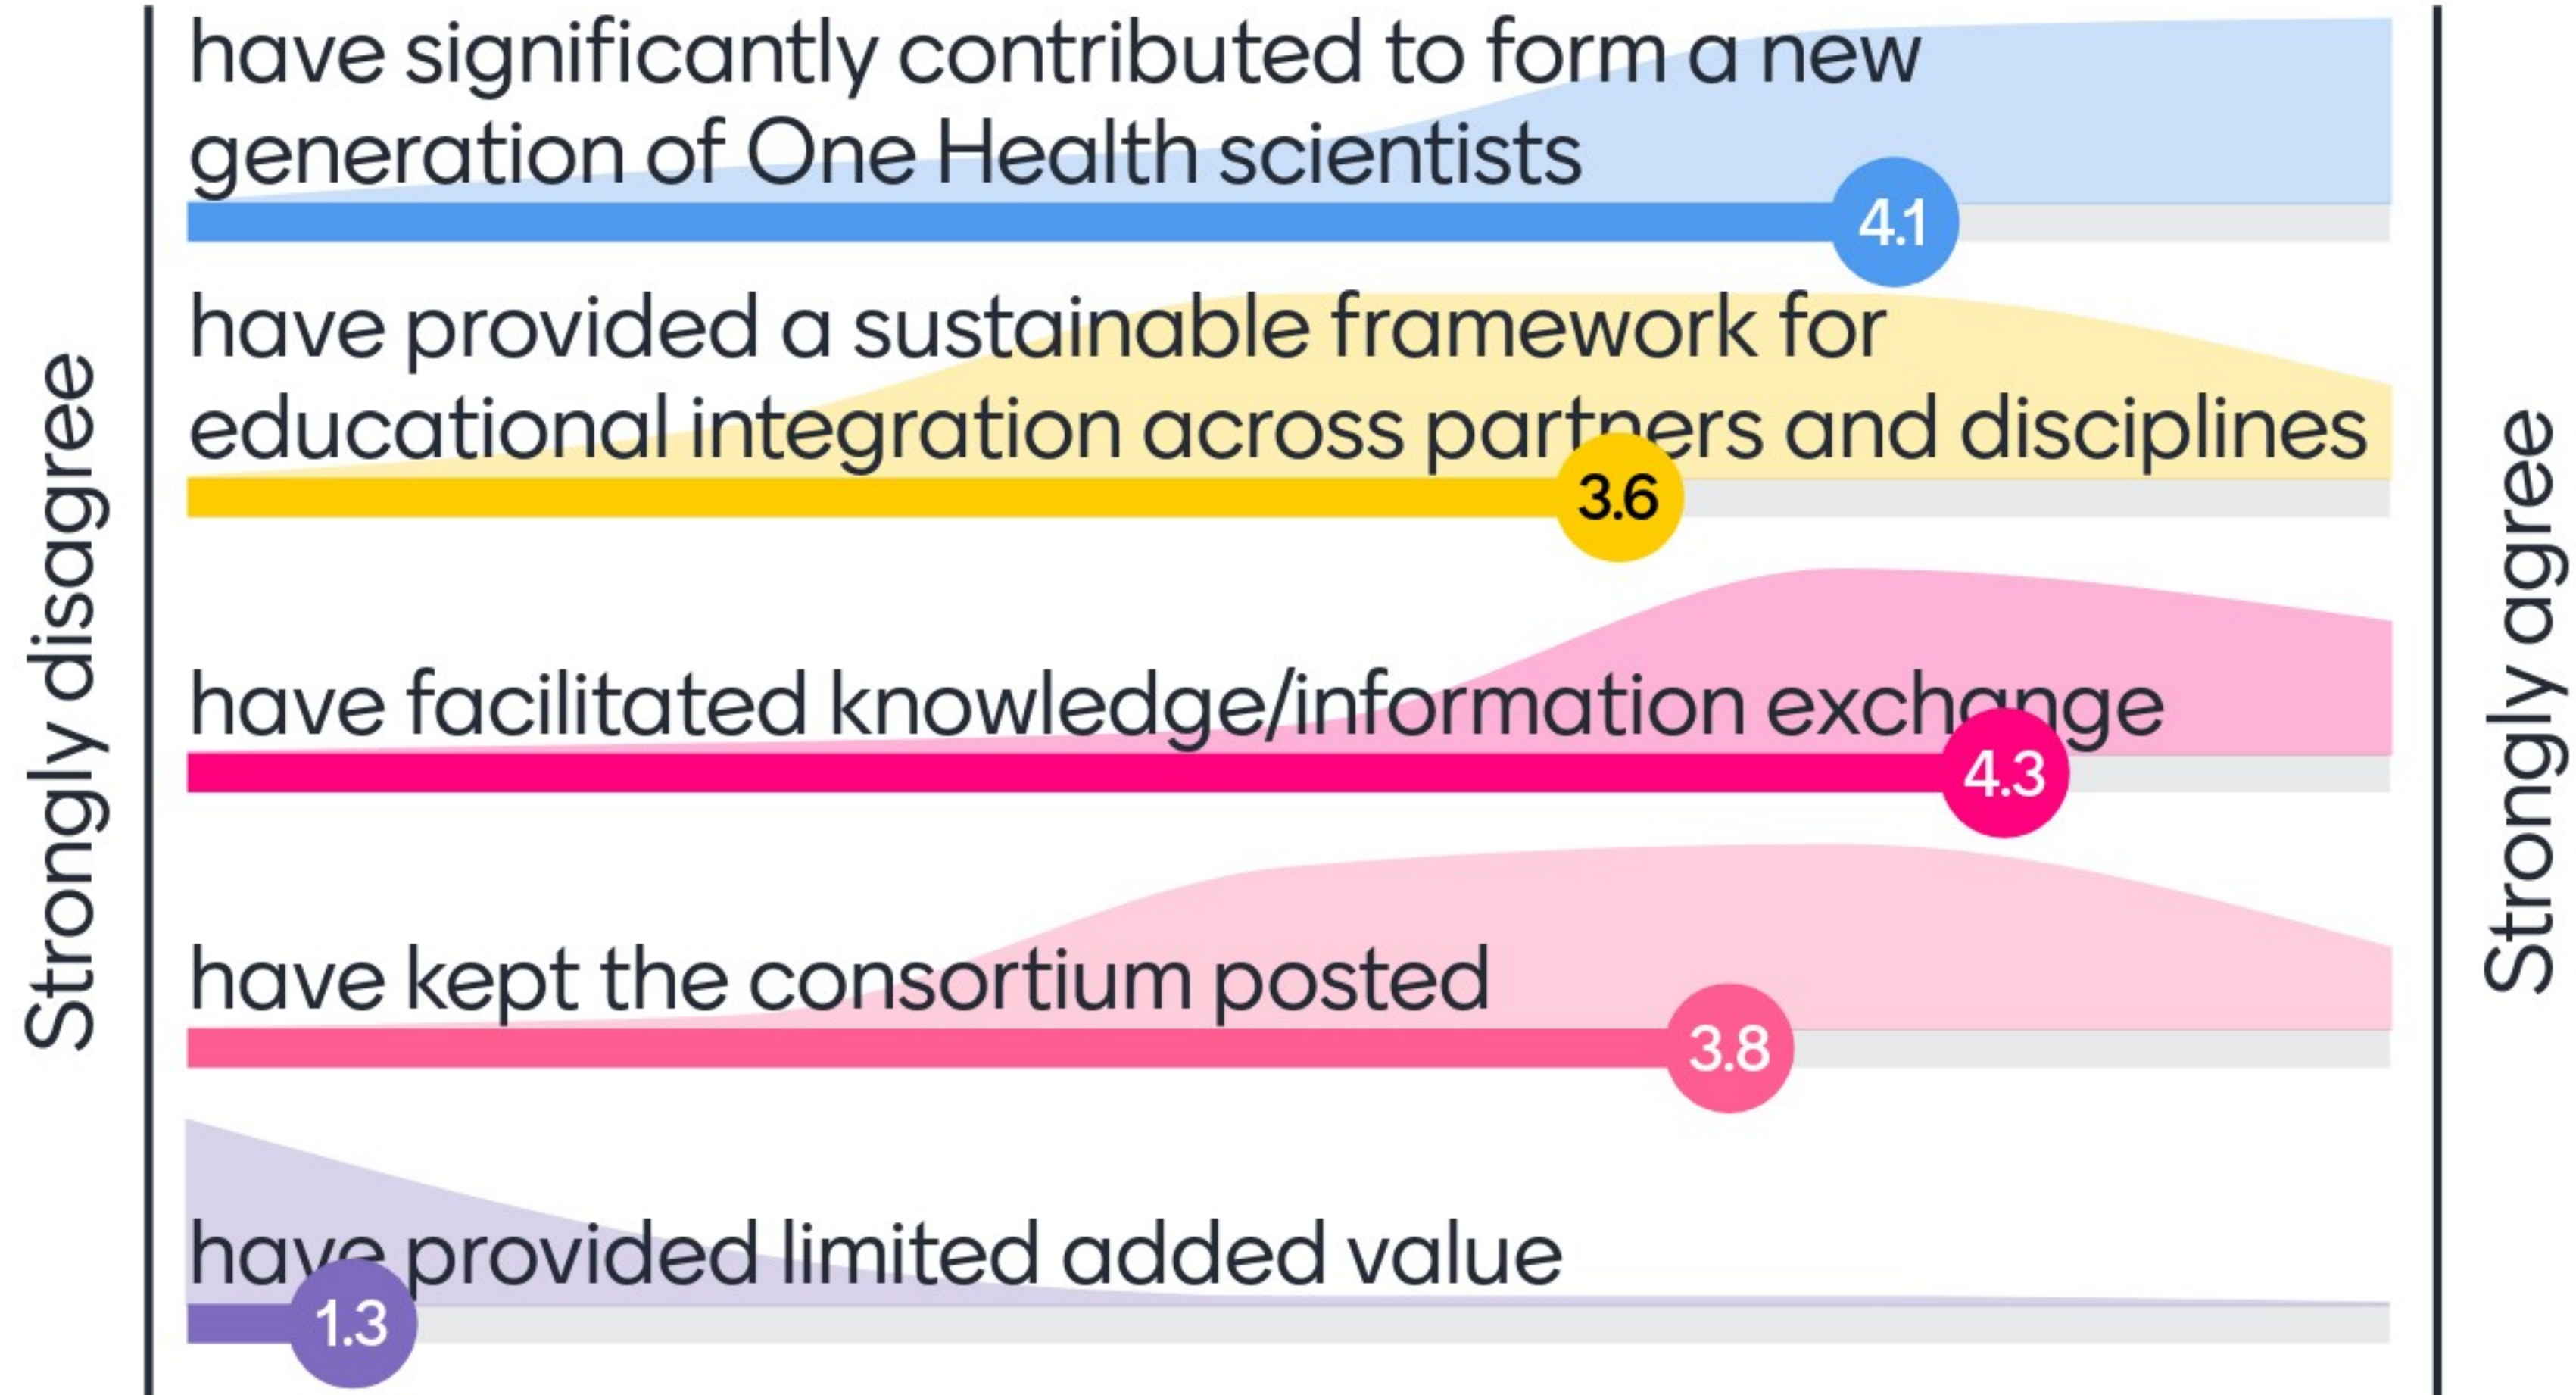 have significantly contributed to form a new
generation of One Health scientists
4.1
have provided a sustainable framework for
educational integration across partners and disciplines
3.6
have facilitated knowledge/information exchange
4.3
have kept the consortium posted
3.8
have provided limited added value
1.3
Strongly disagree
Strongly agree